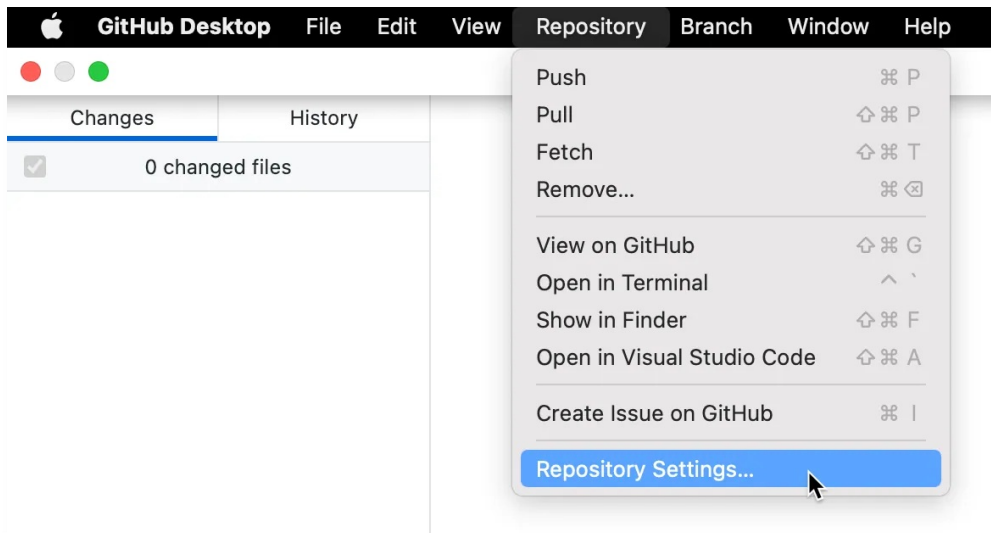 GitHub Desktop File Edit View Repository Branch Window Help
Changes History
0 changed files
Push ⌘ P
Pull ⇧ ⌘ P
Fetch ⇧ ⌘ T
Remove... ⌘ ⌫
View on GitHub ⇧ ⌘ G
Open in Terminal ^ `
Show in Finder ⇧ ⌘ F
Open in Visual Studio Code ⇧ ⌘ A
Create Issue on GitHub ⌘ I
Repository Settings...